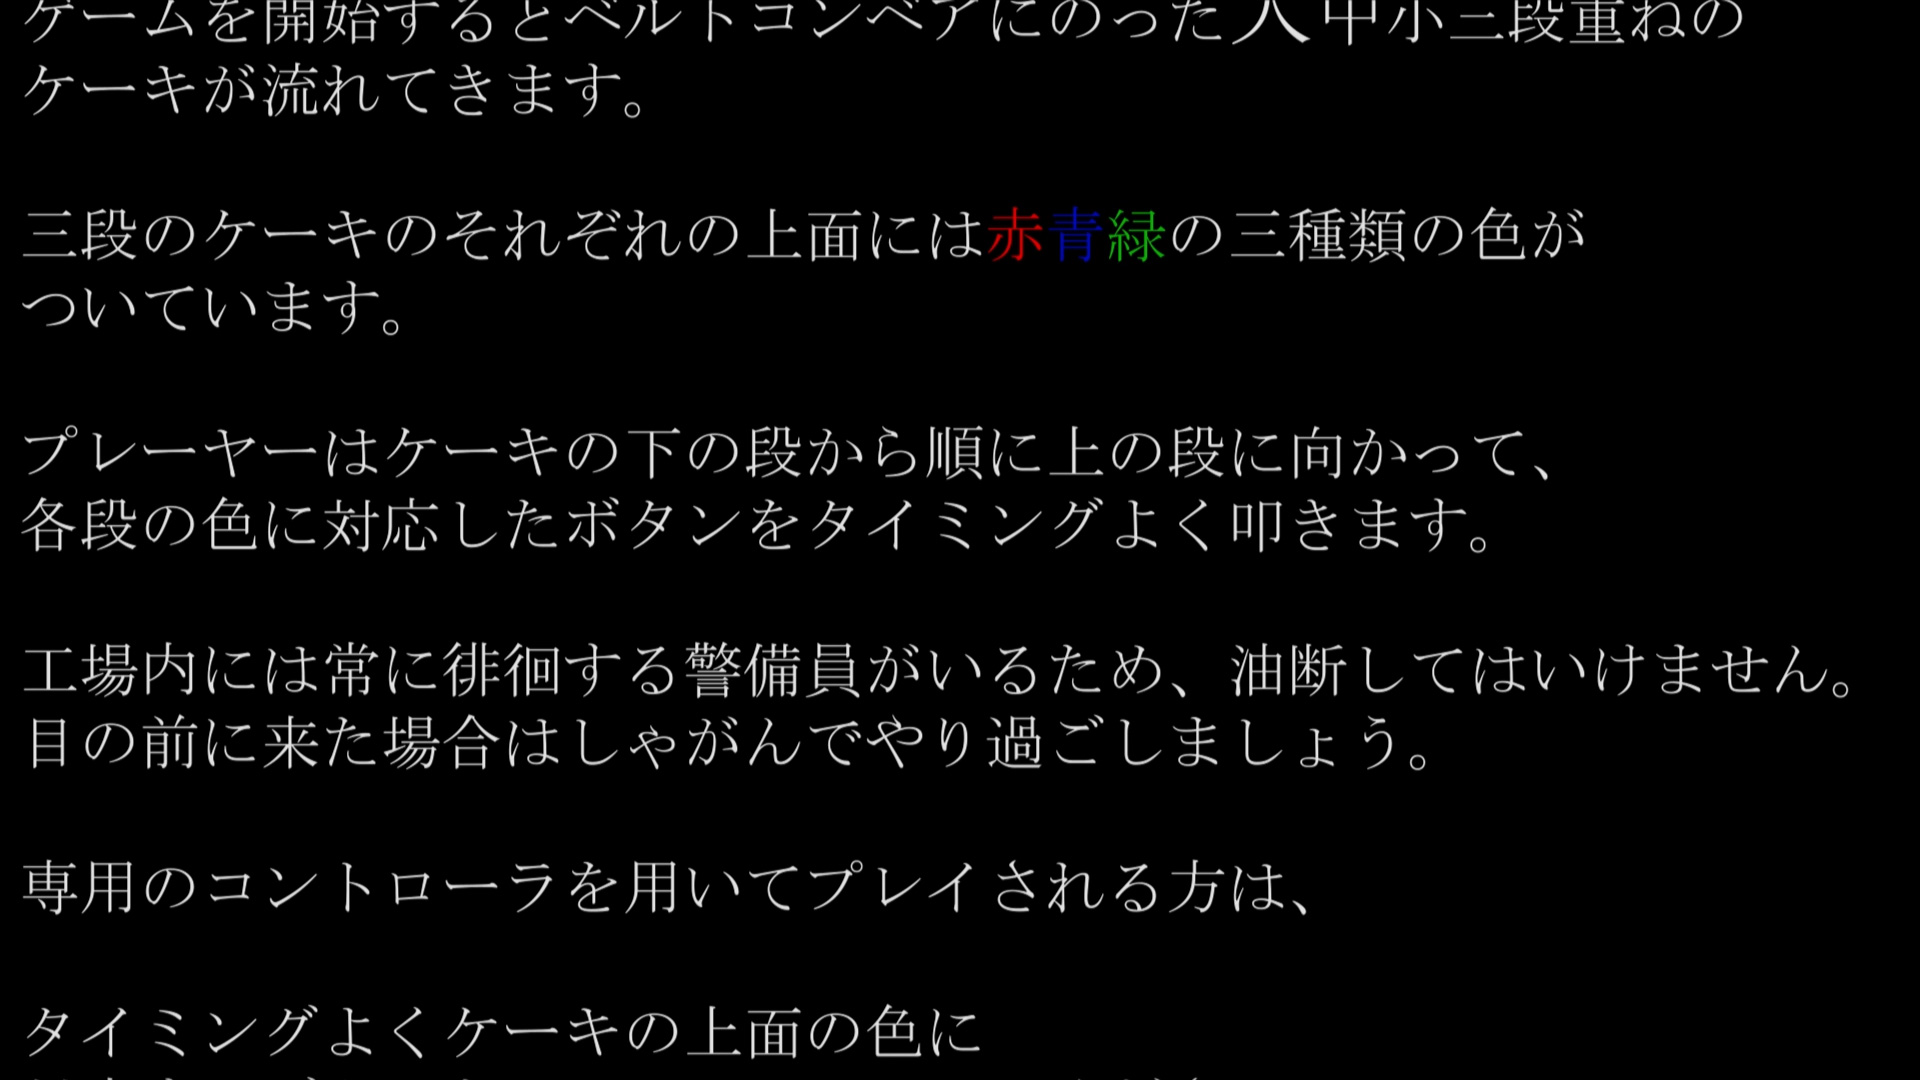 ゲームを開始するとベルトコンベアにのった大中小三段重ねの
ケーキが流れてきます。
三段のケーキのそれぞれの上面には赤青緑の三種類の色が
ついています。
プレーヤーはケーキの下の段から順に上の段に向かって、
各段の色に対応したボタンをタイミングよく叩きます。
工場内には常に徘徊する警備員がいるため、油断してはいけません。
目の前に来た場合はしゃがんでやり過ごしましょう。
専用のコントローラを用いてプレイされる方は、
タイミングよくケーキの上面の色に